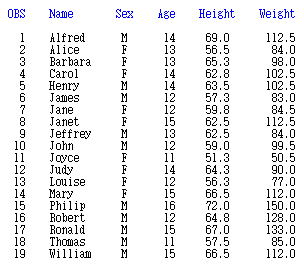 OBS Name Sex Age Height Weight
1 Alfred M 14 69.0 112.5
2 Alice F 13 56.5 84.0
3 Barbara F 13 65.3 98.0
4 Carol F 14 62.8 102.5
5 Henry M 14 63.5 102.5
6 James M 12 57.3 83.0
7 Jane F 12 59.8 84.5
8 Janet F 15 62.5 112.5
9 Jeffrey M 13 62.5 84.0
10 John M 12 59.0 99.5
11 Joyce F 11 51.3 50.5
12 Judy F 14 64.3 90.0
13 Louise F 12 56.3 77.0
14 Mary F 15 66.5 112.0
15 Philip M 16 72.0 150.0
16 Robert M 12 64.8 128.0
17 Ronald M 15 67.0 133.0
18 Thomas M 11 57.5 85.0
19 William M 15 66.5 112.0